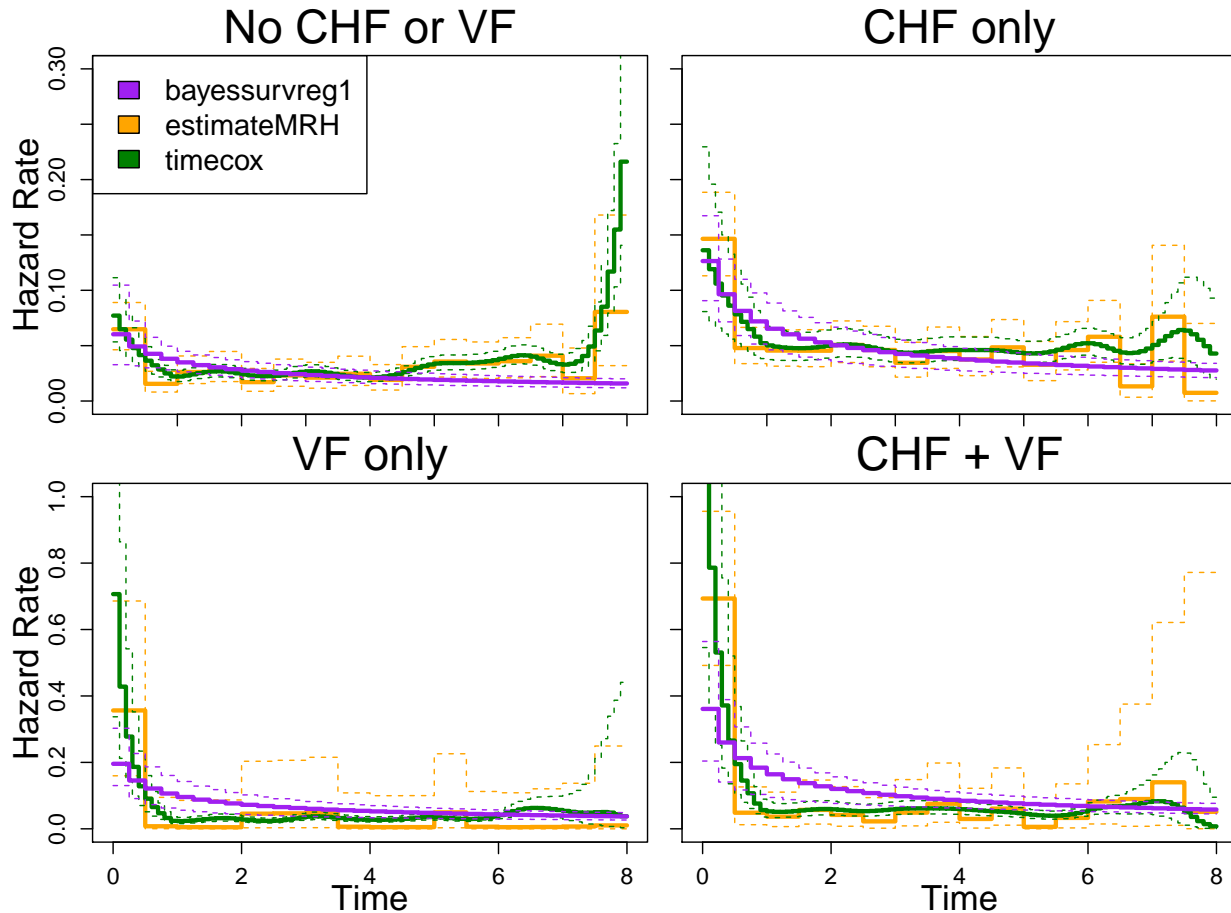 No CHF or VF
CHF only
bayessurvreg1
estimateMRH
timecox
Hazard Rate
0.00
0.10
0.20
0.30
VF only
CHF + VF
Hazard Rate
0.0
0.2
0.4
0.6
0.8
1.0
0 2 4 6 8
0 2 4 6 8
Time
Time